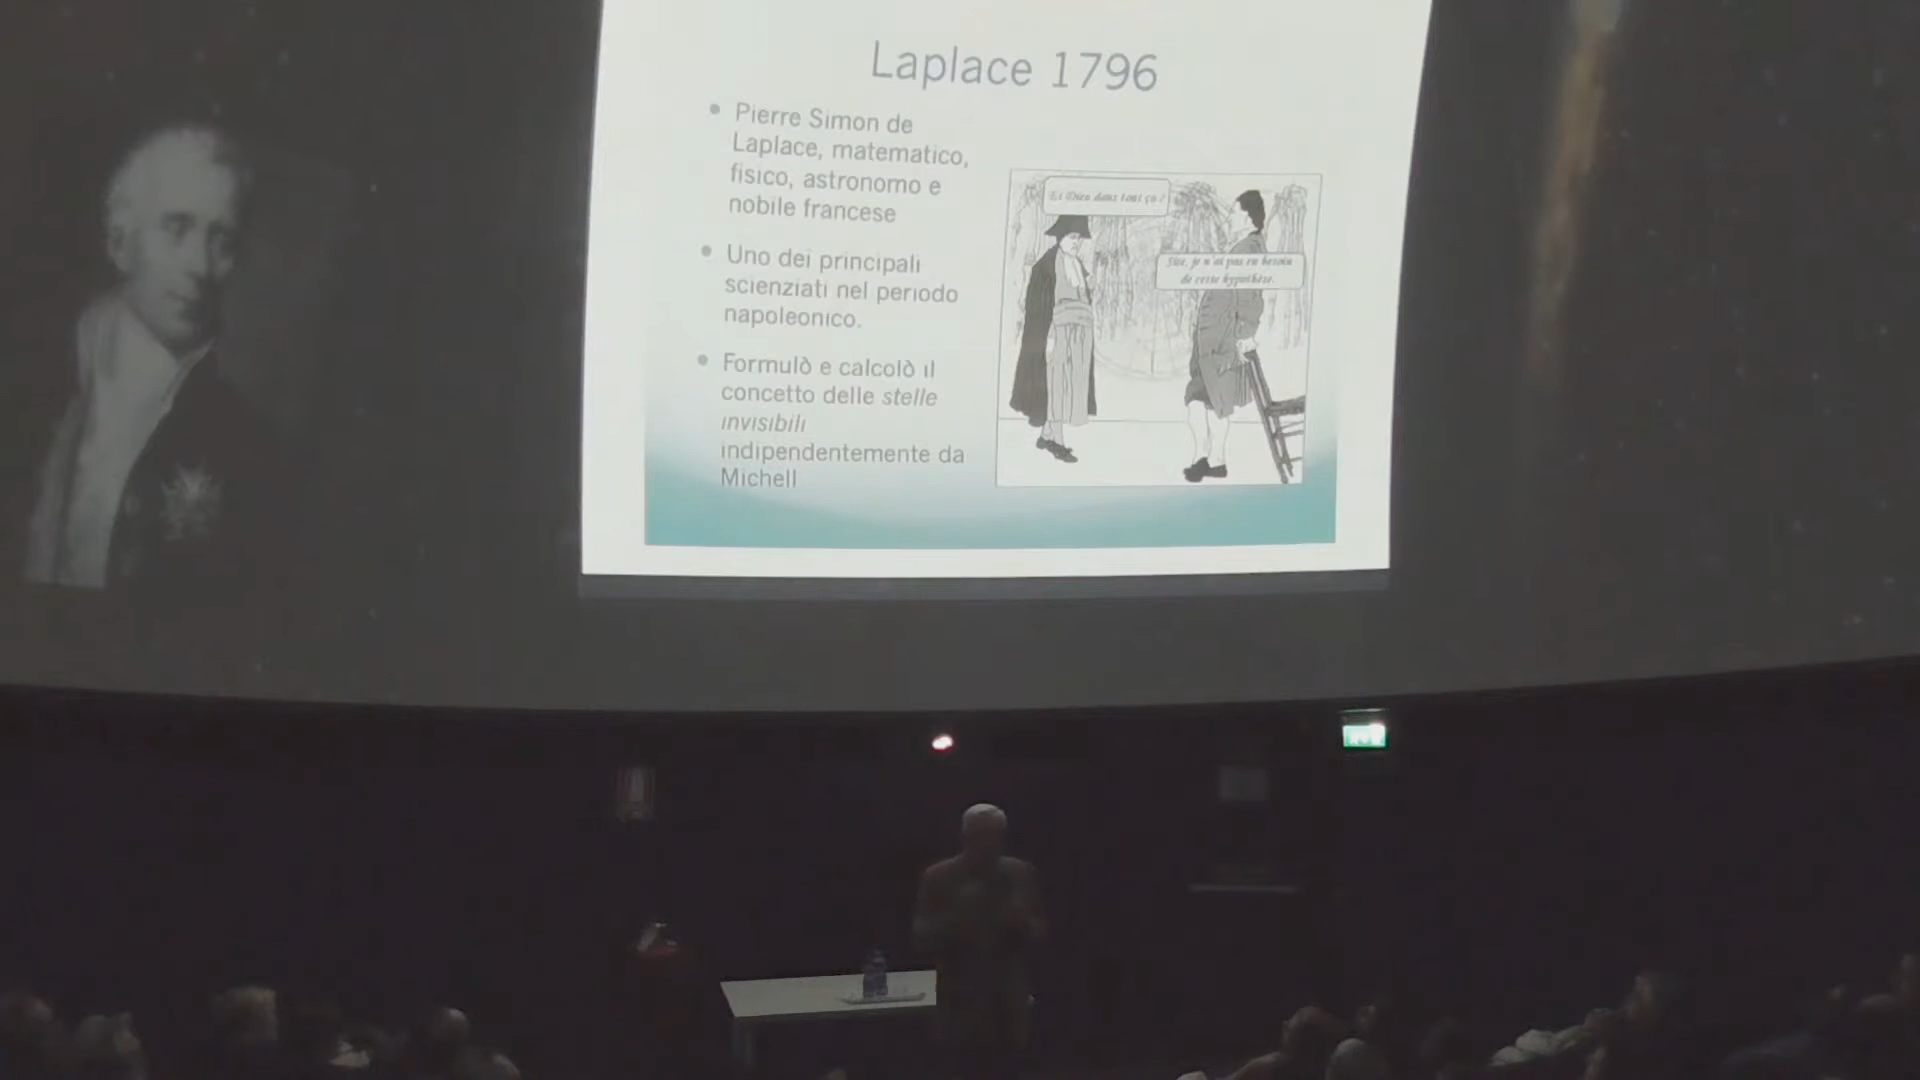 Laplace 1796
• Pierre Simon de
Laplace, matematico,
fisico, astronomo e
nobile francese
• Uno dei principali
scienziati nel periodo
napoleonico.
• Formulò e calcolò il
concetto delle stelle
invisibili
indipendentemente da
Michell
Et Dieu dans tout ça ?
Sire, je n'ai pas eu besoin
de cette hypothèse.